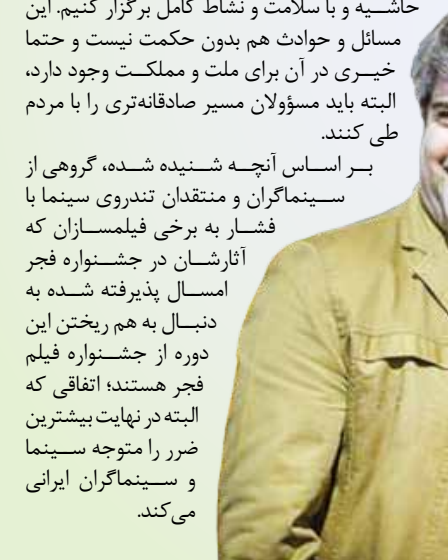 حاشیه و با سلامت و نشاط کامل برگزار کنیم. این
مسائل و حوادث هم بدون حکمت نیست و حتما
خیری در آن برای ملت و مملکت وجود دارد،
البته باید مسؤولان مسیر صادقانه‌تری را با مردم
طی کنند.
بر اساس آنچه شنیده شده، گروهی از
سینماگران و منتقدان تندروی سینما با
فشار به برخی فیلمسازان که
آثارشان در جشنواره فجر
امسال پذیرفته شده به
دنبال به هم ریختن این
دوره از جشنواره فیلم
فجر هستند؛ اتفاقی که
البته در نهایت بیشترین
ضرر را متوجه سینما
و سینماگران ایرانی
می‌کند.